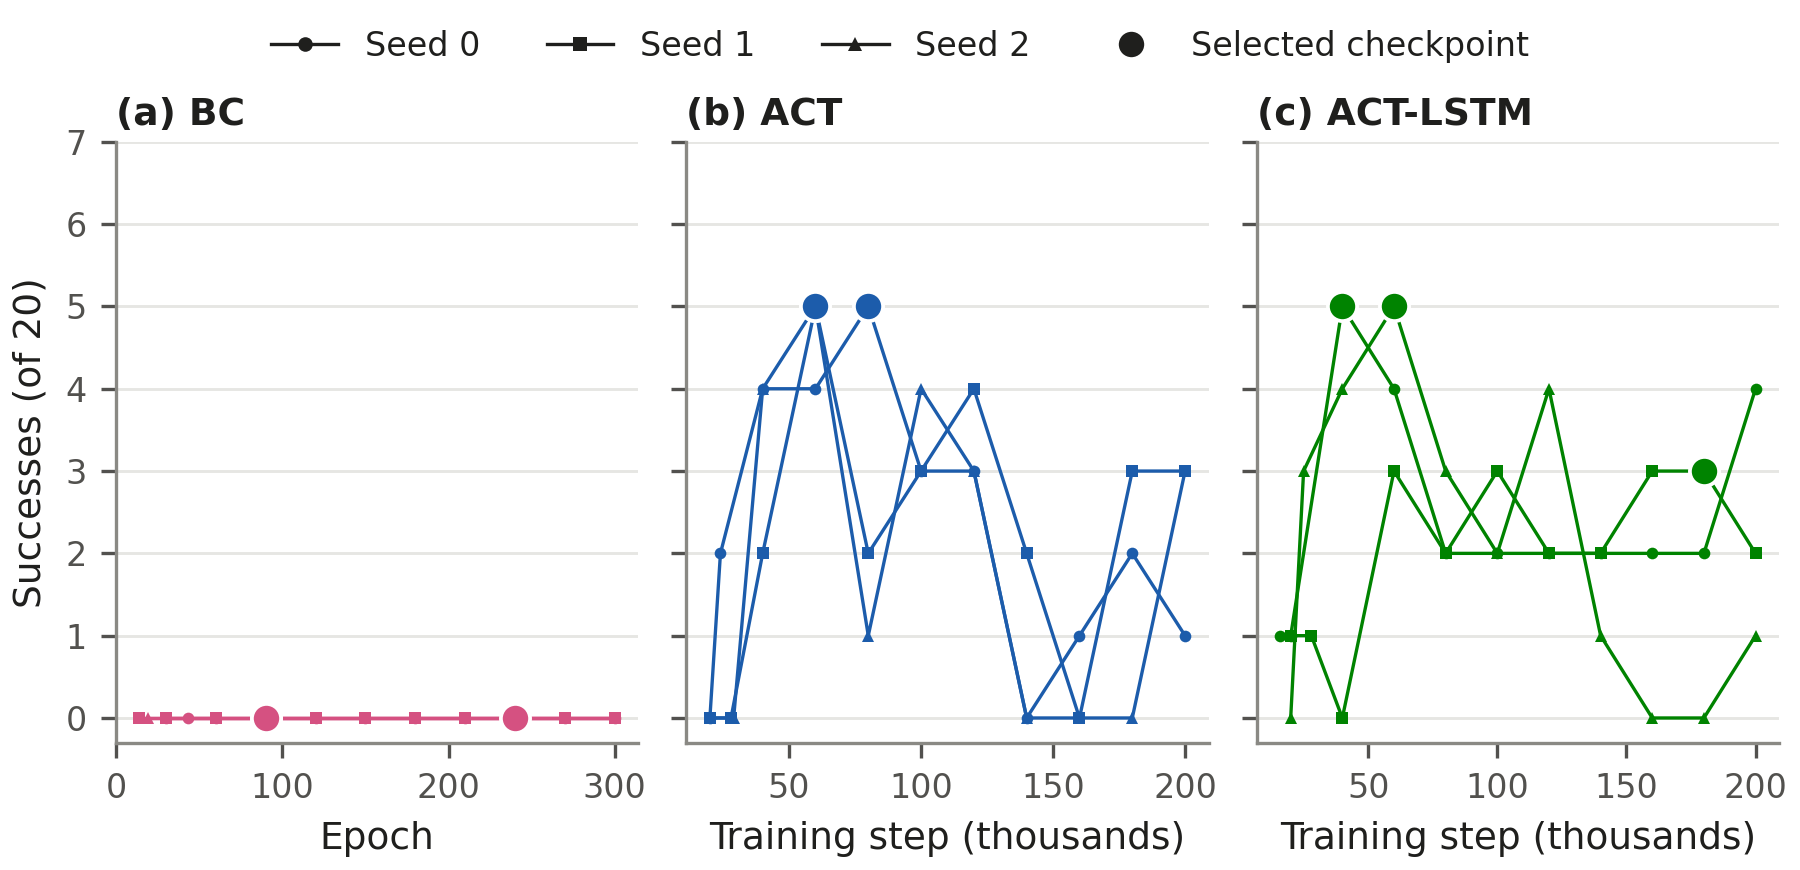 Seed 0 Seed 1 Seed 2 Selected checkpoint
(a) BC (b) ACT (c) ACT-LSTM
Successes (of 20)
7
6
5
4
3
2
1
0
0 100 200 300 50 100 150 200 50 100 150 200
Epoch Training step (thousands) Training step (thousands)